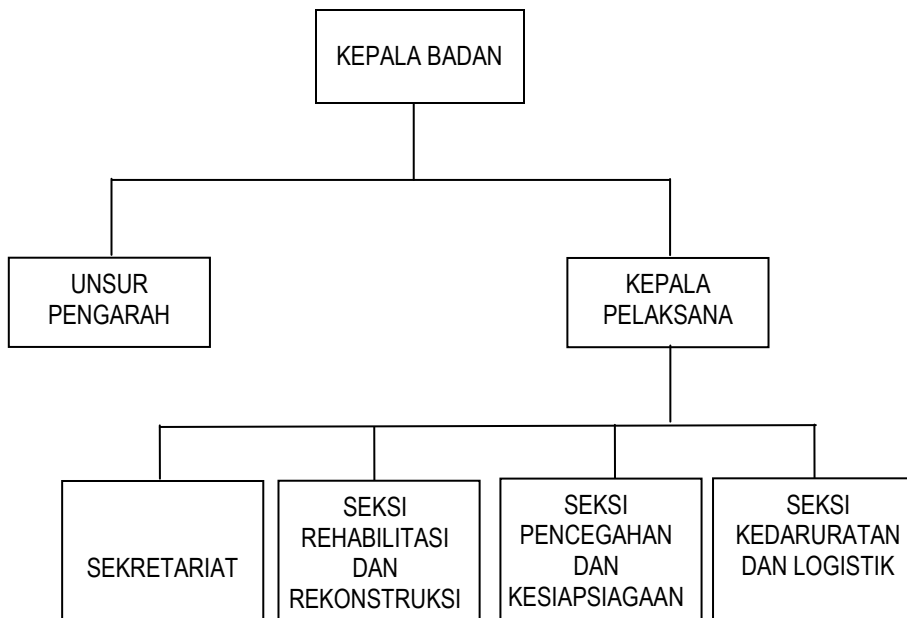 KEPALA BADAN
UNSUR
PENGARAH
KEPALA
PELAKSANA
SEKRETARIAT
SEKSI
REHABILITASI
DAN
REKONSTRUKSI
SEKSI
PENCEGAHAN
DAN
KESIAPSIAGAAN
SEKSI
KEDARURATAN
DAN LOGISTIK